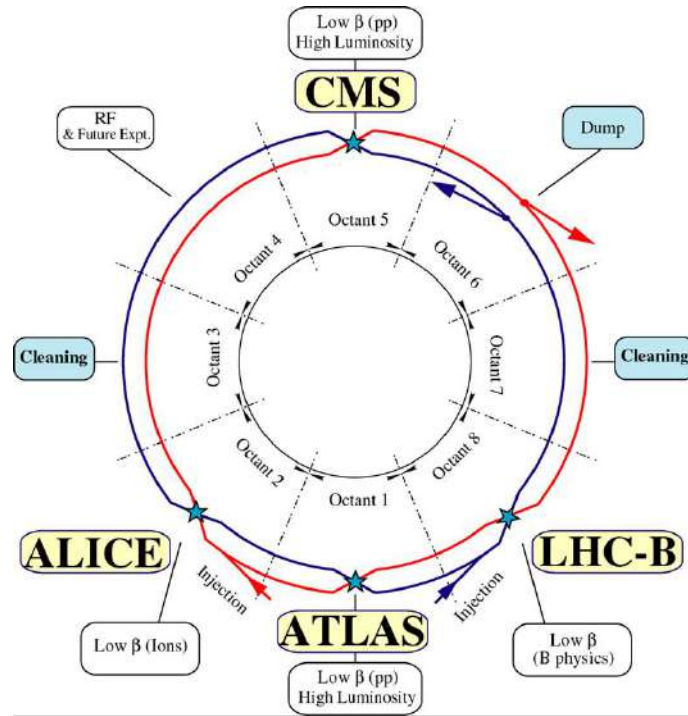 Low β (pp)
High Luminosity
CMS
RF
& Future Expt.
Dump
Octant 5
Octant 4
Octant 6
Cleaning
Octant 3
Octant 7
Cleaning
Octant 2
Octant 8
Octant 1
ALICE
LHC-B
Injection
Injection
ATLAS
Low β (Ions)
Low β
(B physics)
Low β (pp)
High Luminosity